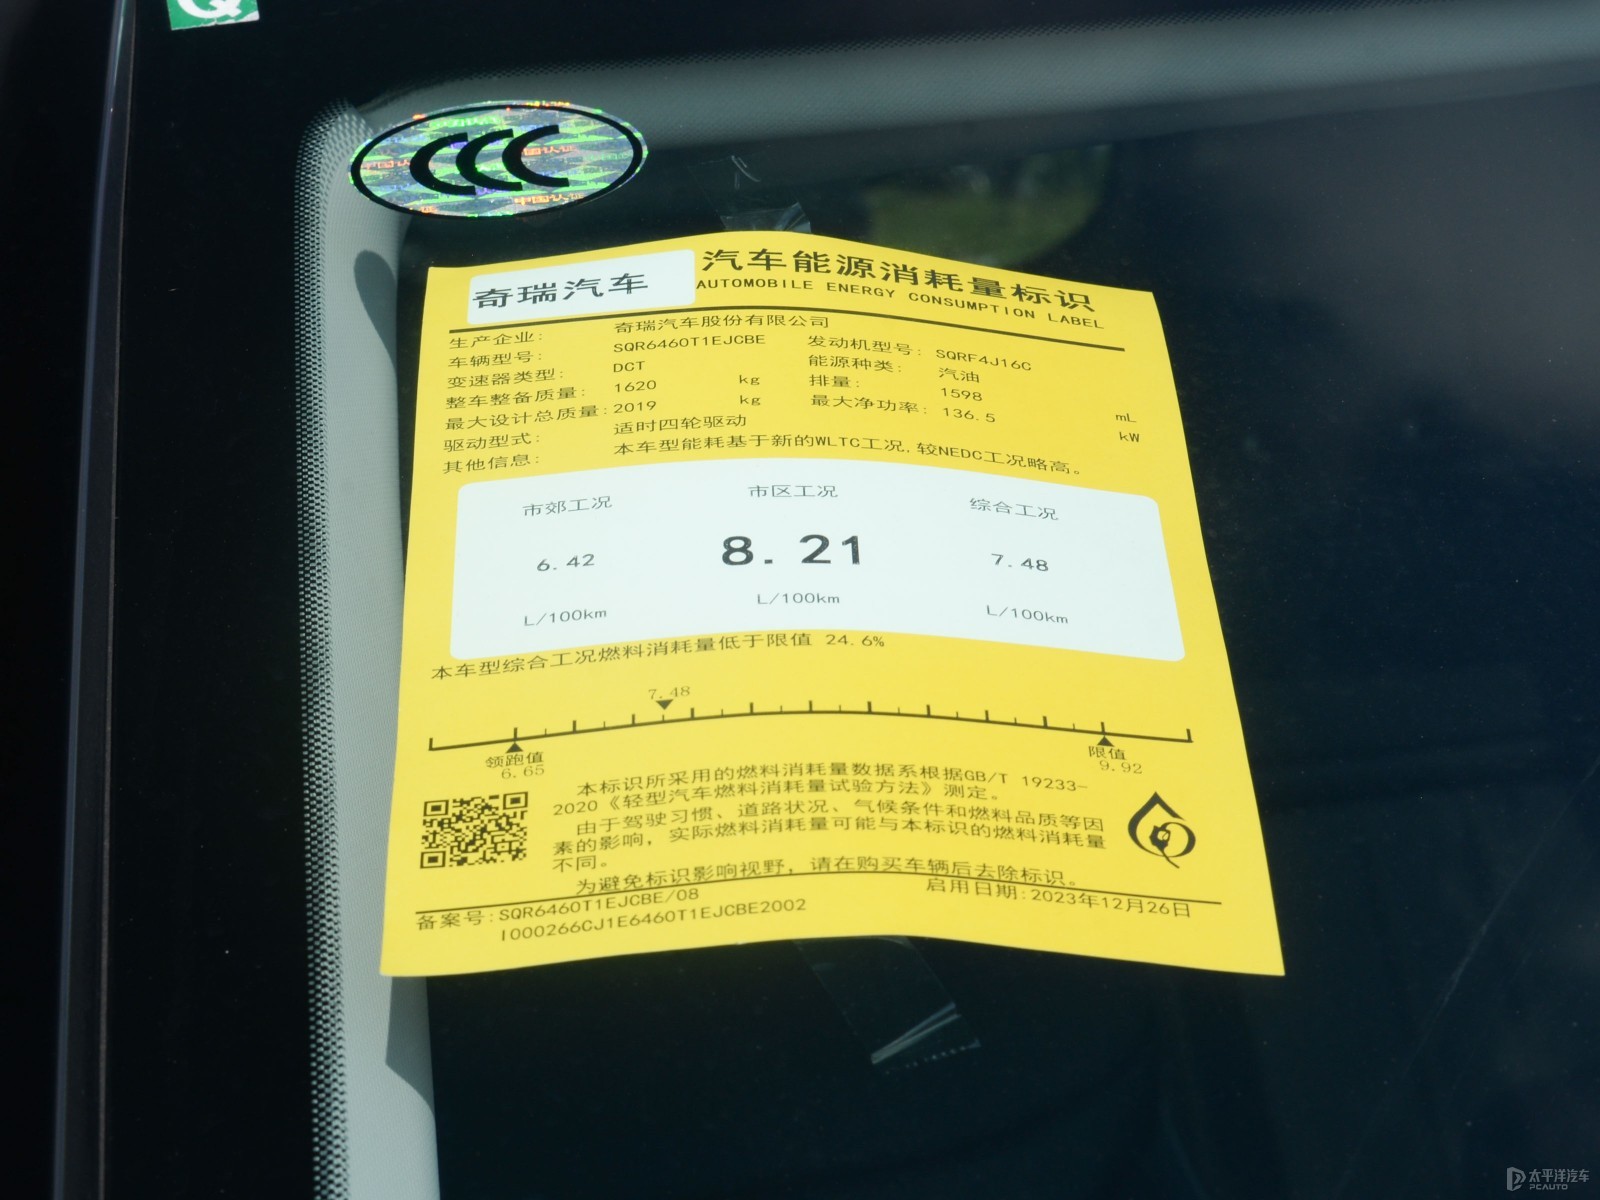 CCC
中国认证
奇瑞汽车
汽车能源消耗量标识
AUTOMOBILE ENERGY CONSUMPTION LABEL
生产企业: 奇瑞汽车股份有限公司
车辆型号: SQR6460T1EJCBE 发动机型号: SQRF4J16C
变速器类型: DCT 能源种类: 汽油
整车整备质量: 1620 kg 排量: 1598 mL
最大设计总质量: 2019 kg 最大净功率: 136.5 kW
驱动型式: 适时四轮驱动
其他信息: 本车型能耗基于新的WLTC工况,较NEDC工况略高。
市郊工况 市区工况 综合工况
6.42 8.21 7.48
L/100km L/100km L/100km
本车型综合工况燃料消耗量低于限值 24.6%
7.48
领跑值 限值
6.65 9.92
本标识所采用的燃料消耗量数据系根据GB/T 19233-
2020《轻型汽车燃料消耗量试验方法》测定。
由于驾驶习惯、道路状况、气候条件和燃料品质等因
素的影响，实际燃料消耗量可能与本标识的燃料消耗量
不同。
为避免标识影响视野，请在购买车辆后去除标识。
备案号:SQR6460T1EJCBE/08 启用日期:2023年12月26日
I000266CJ1E6460T1EJCBE2002
太平洋汽车
PCAUTO